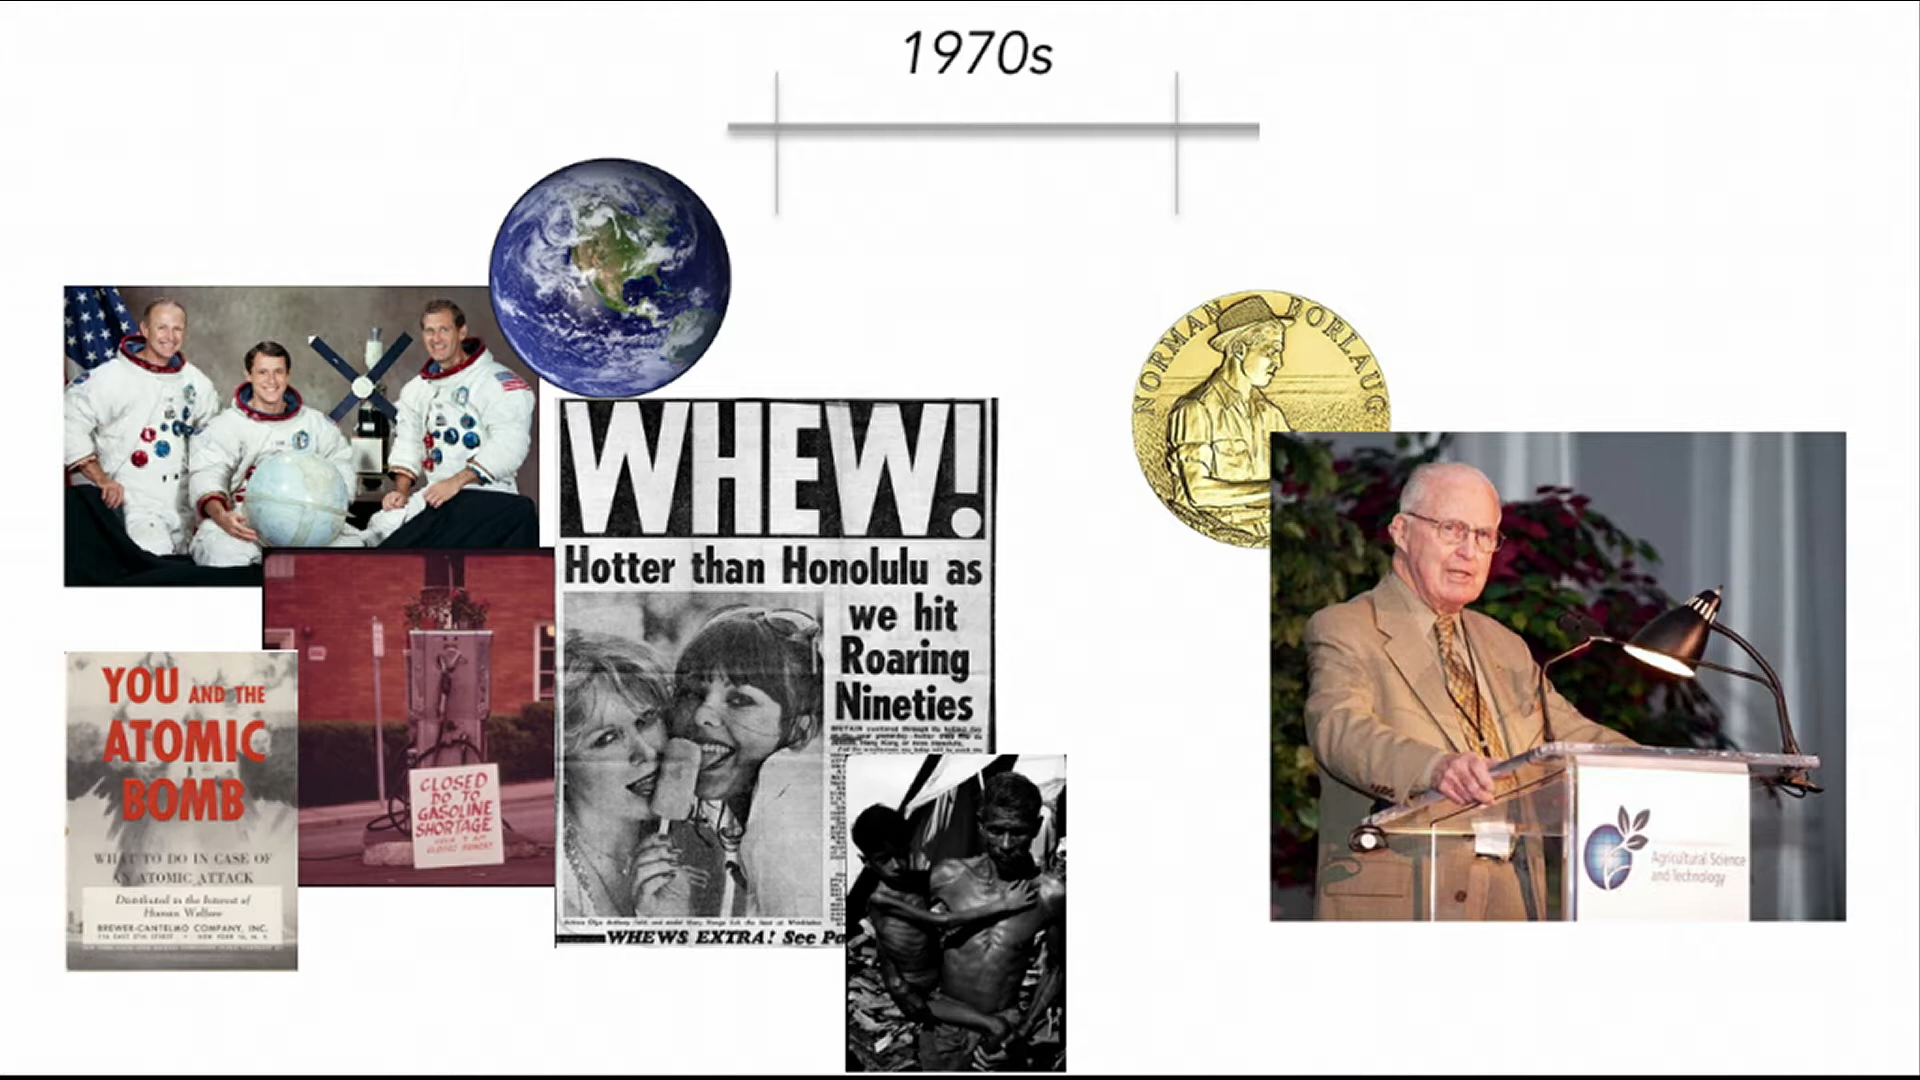 1970s
NORMAN BORLAUG
WHEW!
Hotter than Honolulu as
we hit
Roaring
Nineties
WHEWS EXTRA! See
YOU AND THE
ATOMIC
BOMB
WHAT TO DO IN CASE OF
AN ATOMIC ATTACK
Distributed in the Interest of
Human Welfare
BREWER-CANTELMO COMPANY, INC.
CLOSED
DO TO
GASOLINE
SHORTAGE
Agricultural Science
and Technology